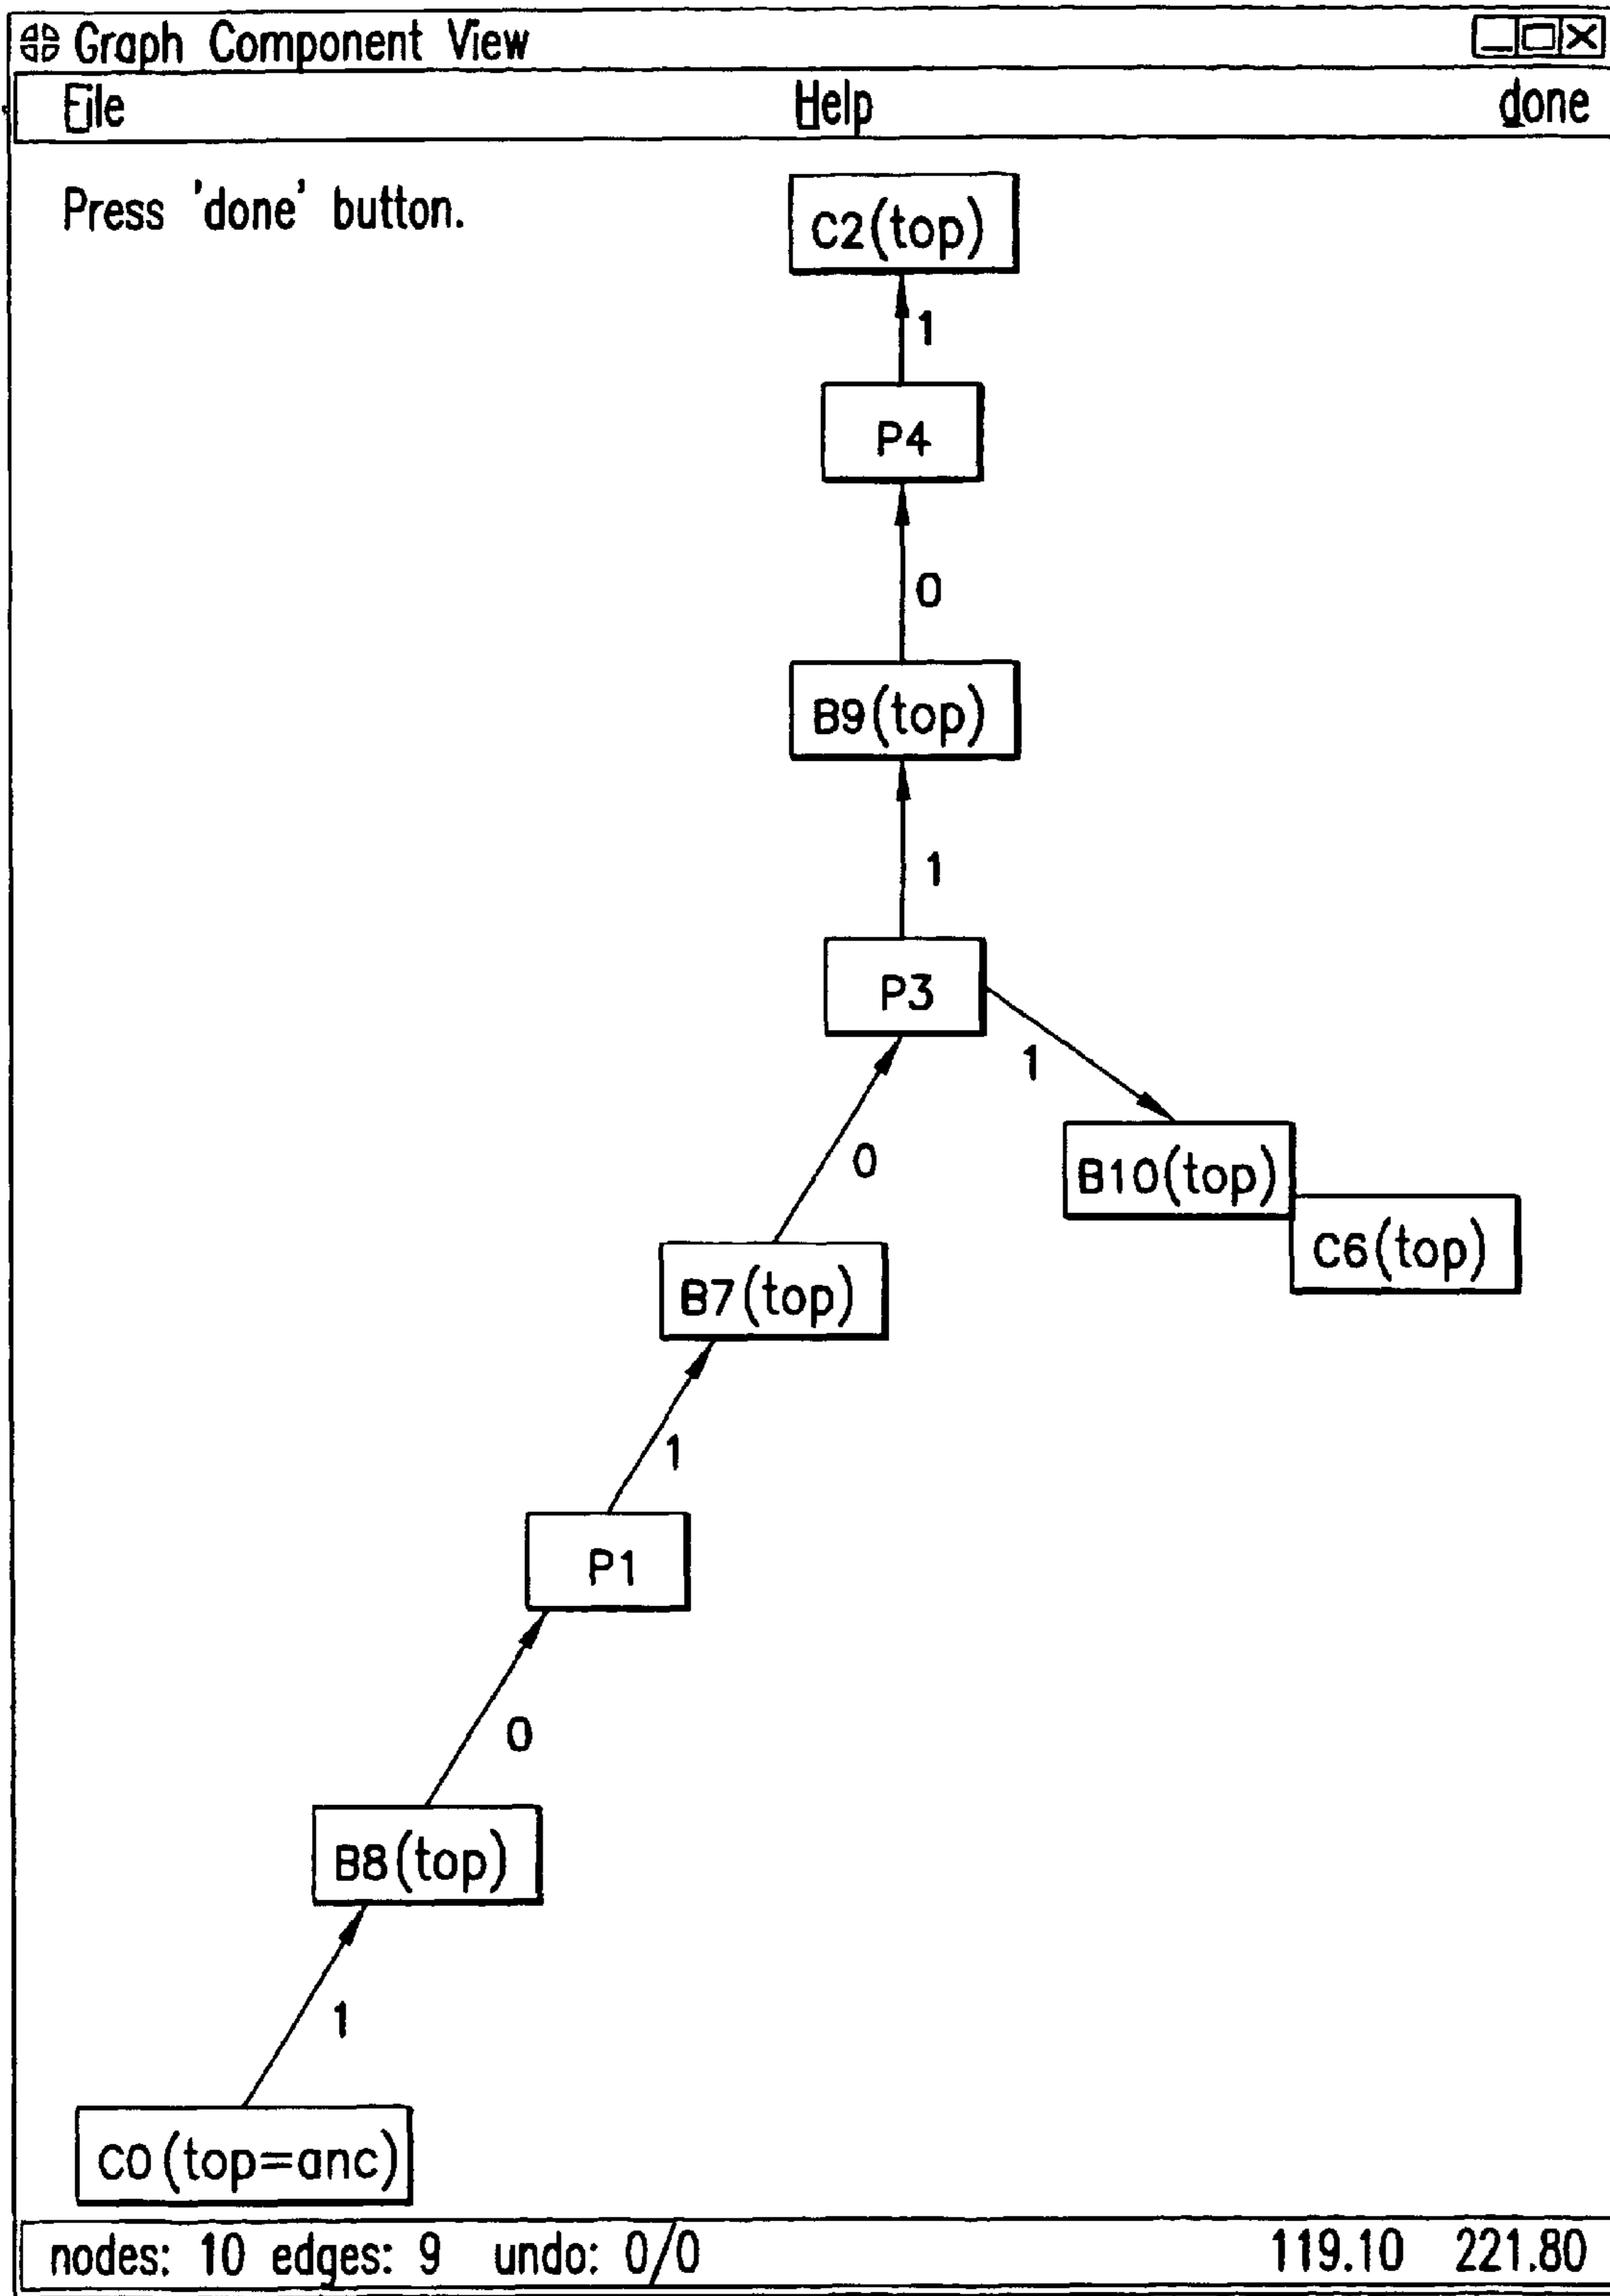 Graph Component View
File Help done
Press 'done' button.
C2(top)
1
P4
0
B9(top)
1
P3
1
0
B10(top)
C6(top)
B7(top)
1
P1
0
B8(top)
1
C0(top=anc)
nodes: 10 edges: 9 undo: 0/0 119.10 221.80